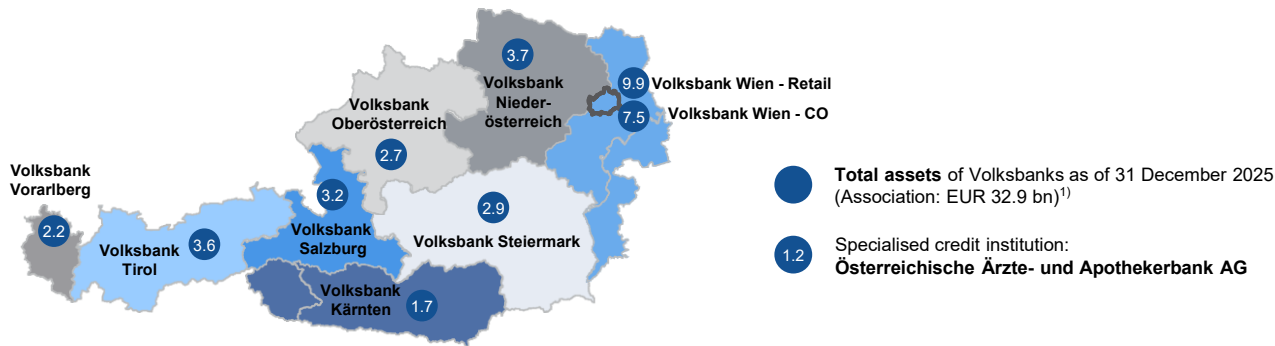 3.7
Volksbank
Nieder-
österreich
9.9
Volksbank Wien - Retail
7.5
Volksbank Wien - CO
Volksbank
Oberösterreich
2.7
Volksbank
Vorarlberg
2.2
Volksbank
Tirol
3.6
3.2
Volksbank
Salzburg
2.9
Volksbank Steiermark
Volksbank
Kärnten
1.7
Total assets of Volksbanks as of 31 December 2025
(Association: EUR 32.9 bn)1)
1.2
Specialised credit institution:
Österreichische Ärzte- und Apothekerbank AG